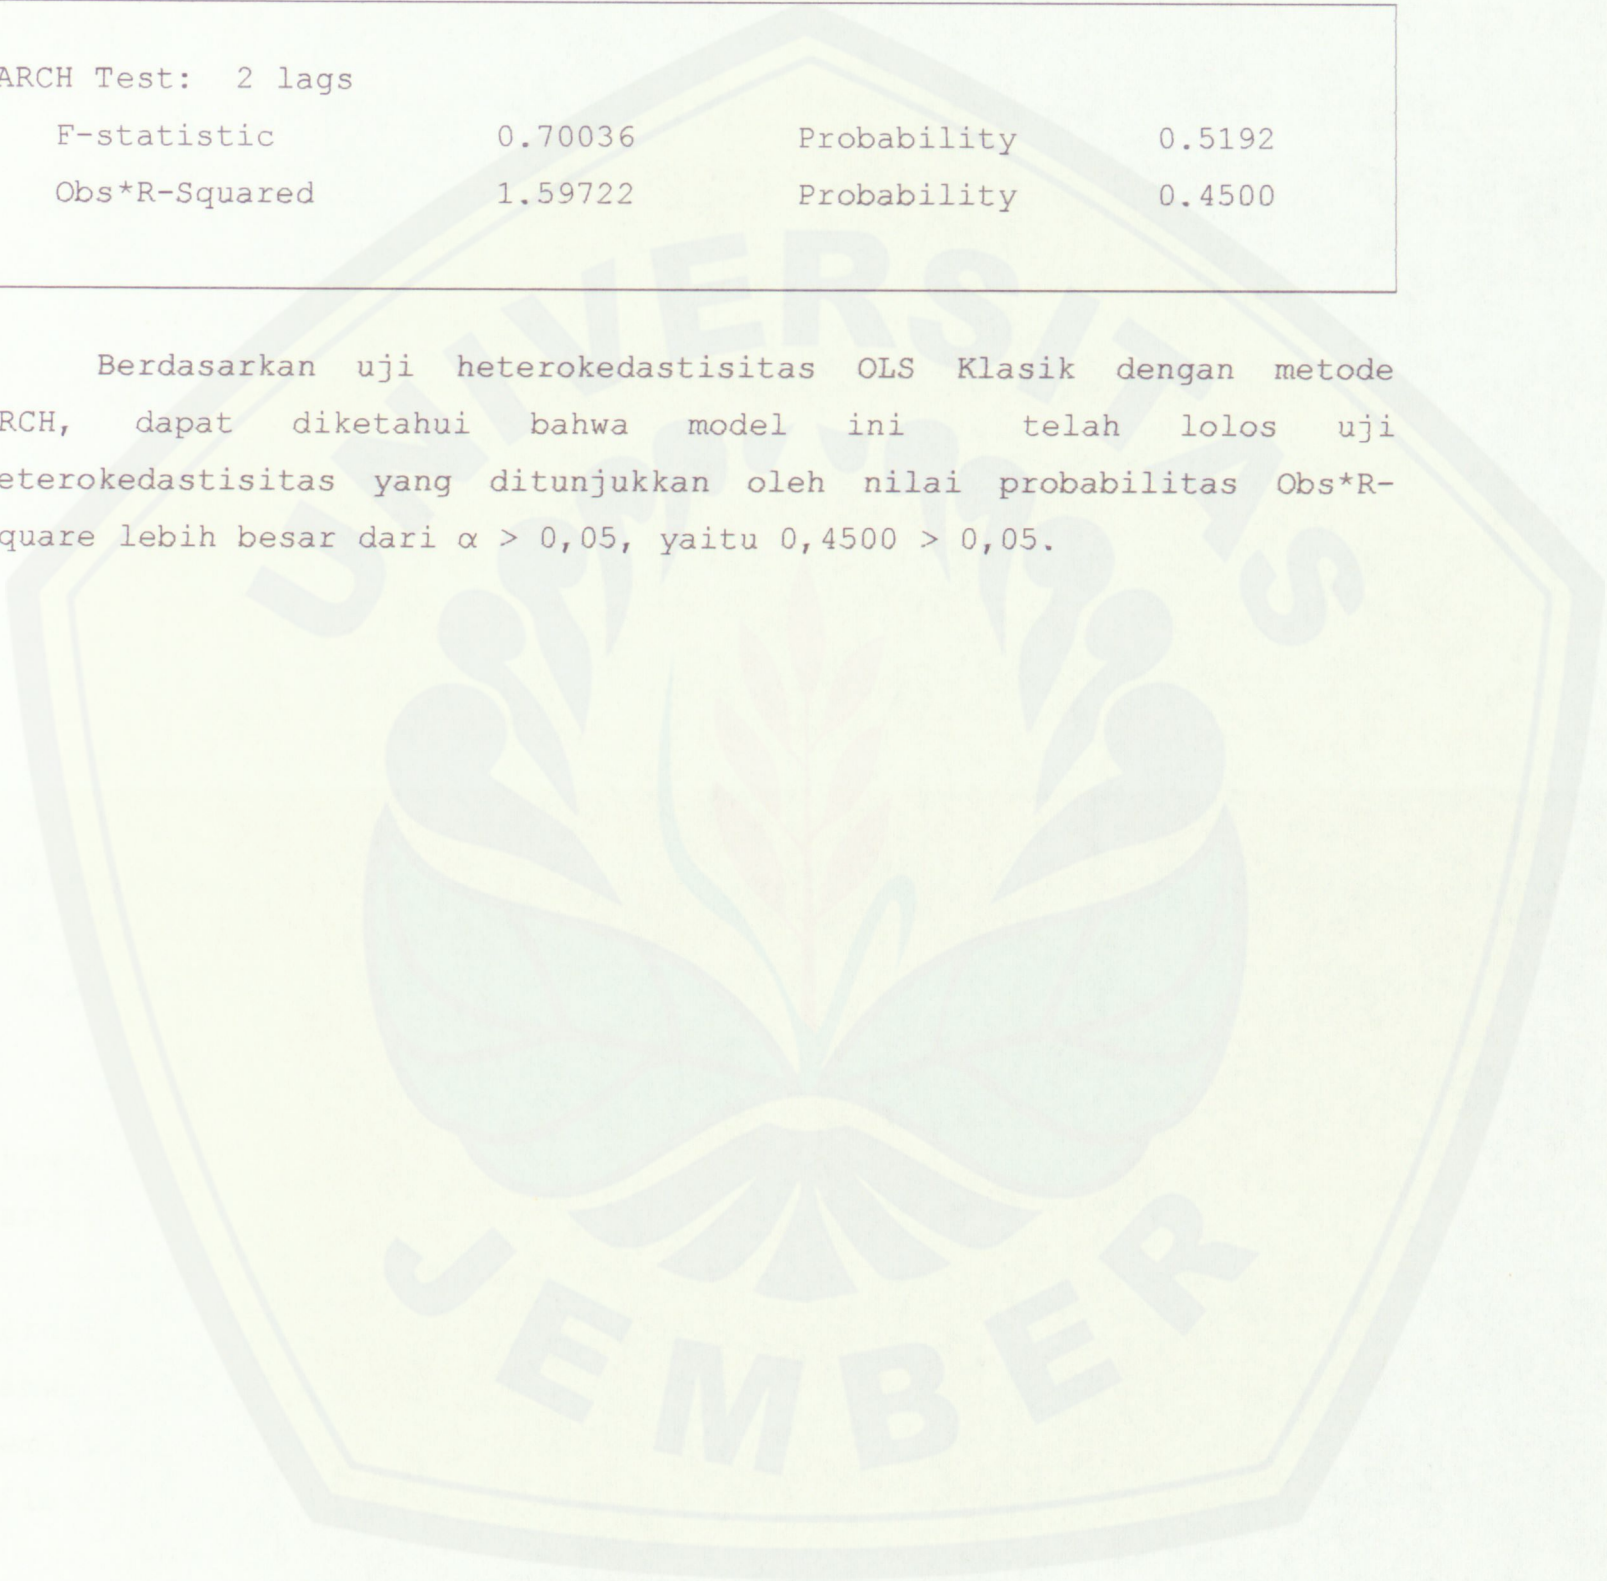 ARCH Test: 2 lags
F-statistic 0.70036 Probability 0.5192
Obs*R-Squared 1.59722 Probability 0.4500
Berdasarkan uji heterokedastisitas OLS Klasik dengan metode
RCH, dapat diketahui bahwa model ini telah lolos uji
eterokedastisitas yang ditunjukkan oleh nilai probabilitas Obs*R-
quare lebih besar dari α > 0,05, yaitu 0,4500 > 0,05.
UNIVERSITAS
JEMBER